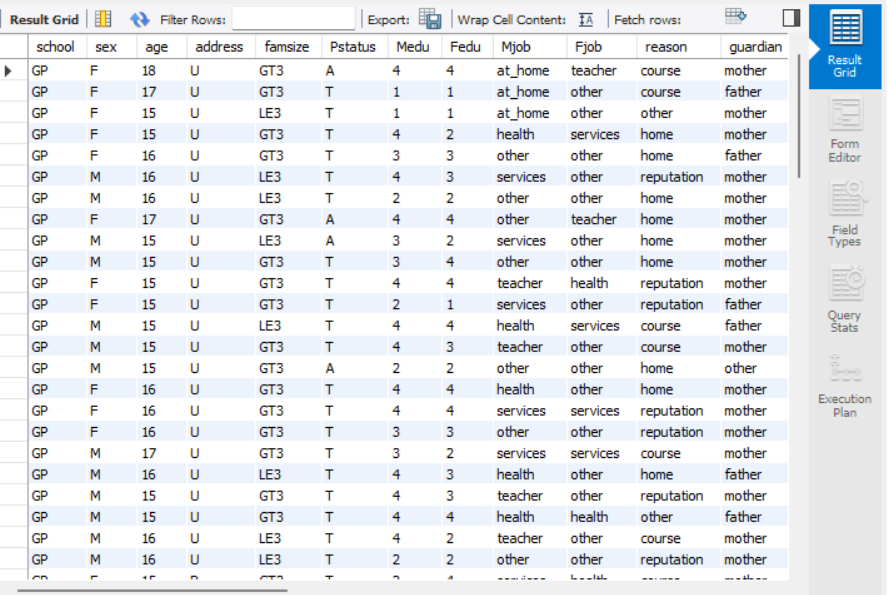 Result Grid Filter Rows: Export: Wrap Cell Content: IA Fetch rows:
school sex age address famsize Pstatus Medu Fedu Mjob Fjob reason guardian
GP F 18 U GT3 A 4 4 at_home teacher course mother
GP F 17 U GT3 T 1 1 at_home other course father
GP F 15 U LE3 T 1 1 at_home other other mother
GP F 15 U GT3 T 4 2 health services home mother
GP F 16 U GT3 T 3 3 other other home father
GP M 16 U LE3 T 4 3 services other reputation mother
GP M 16 U LE3 T 2 2 other other home mother
GP F 17 U GT3 A 4 4 other teacher home mother
GP M 15 U LE3 A 3 2 services other home mother
GP M 15 U GT3 T 3 4 other other home mother
GP F 15 U GT3 T 4 4 teacher health reputation mother
GP F 15 U GT3 T 2 1 services other reputation father
GP M 15 U LE3 T 4 4 health services course father
GP M 15 U GT3 T 4 3 teacher other course mother
GP M 15 U GT3 A 2 2 other other home other
GP F 16 U GT3 T 4 4 health other home mother
GP F 16 U GT3 T 4 4 services services reputation mother
GP F 16 U GT3 T 3 3 other other reputation mother
GP M 17 U GT3 T 3 2 services services course mother
GP M 16 U LE3 T 4 3 health other home father
GP M 15 U GT3 T 4 3 teacher other reputation mother
GP M 15 U GT3 T 4 4 health health other father
GP M 16 U LE3 T 4 2 teacher other course mother
GP M 16 U LE3 T 2 2 other other reputation mother
Result
Grid
Form
Editor
Field
Types
Query
Stats
Execution
Plan